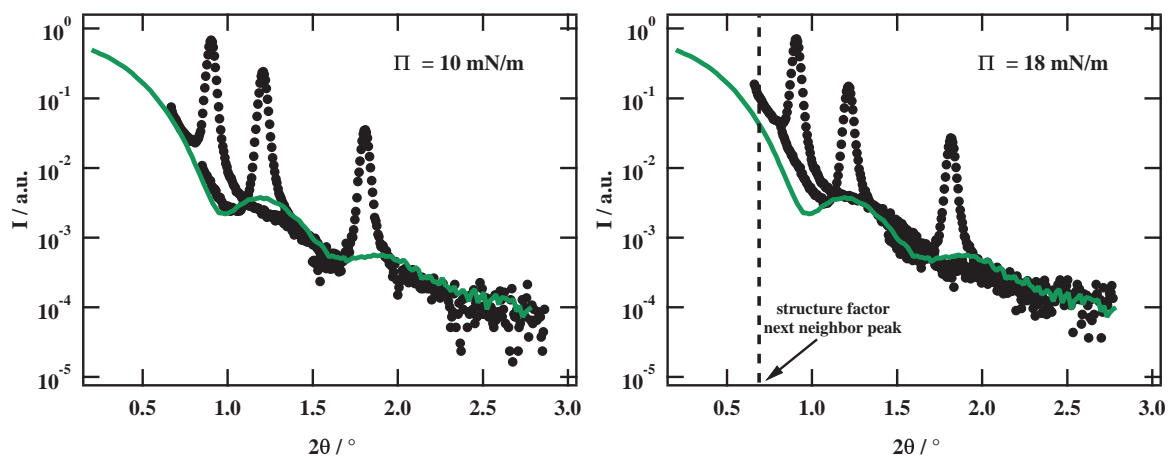 10⁰
10⁻¹
10⁻²
10⁻³
10⁻⁴
10⁻⁵
I / a.u.
Π = 10 mN/m
0.5 1.0 1.5 2.0 2.5 3.0
2θ / °
10⁰
10⁻¹
10⁻²
10⁻³
10⁻⁴
10⁻⁵
I / a.u.
Π = 18 mN/m
structure factor
next neighbor peak
0.5 1.0 1.5 2.0 2.5 3.0
2θ / °